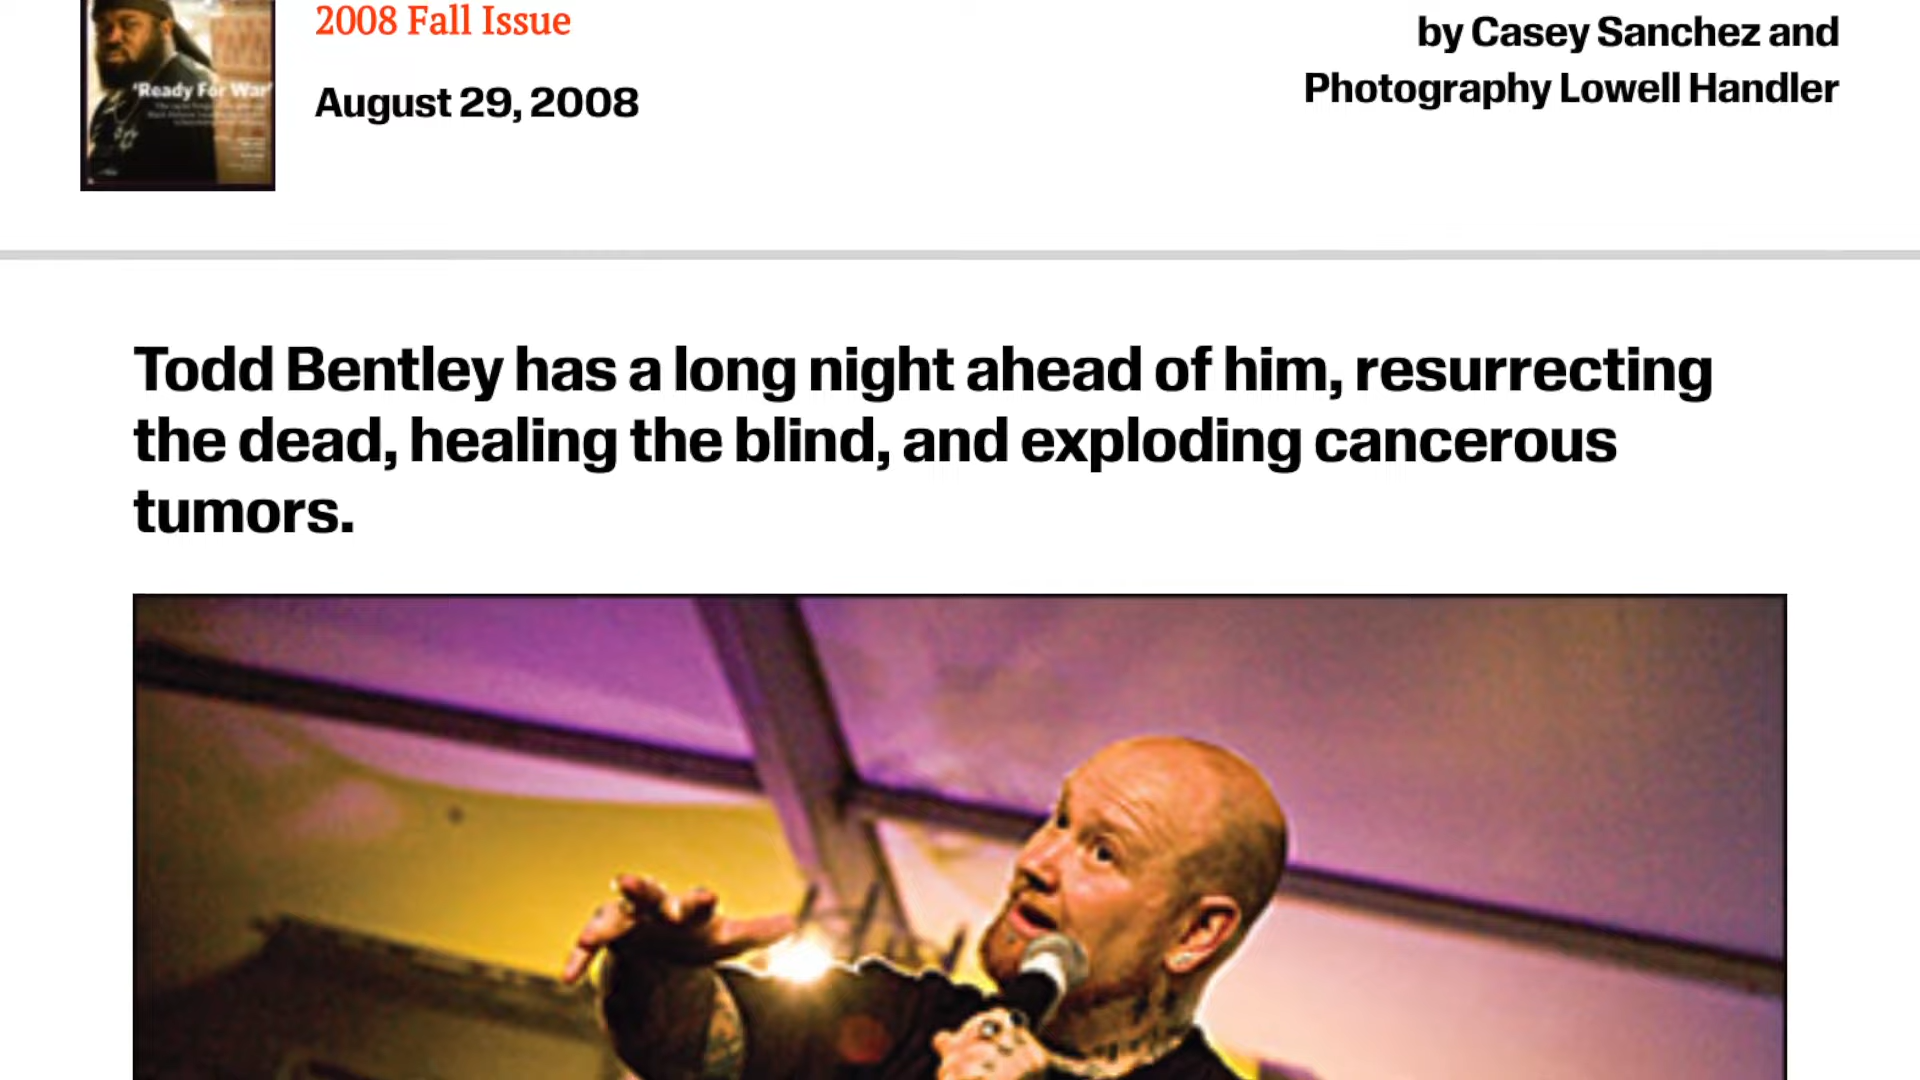 2008 Fall Issue
August 29, 2008
by Casey Sanchez and
Photography Lowell Handler
'Ready For War'
Todd Bentley has a long night ahead of him, resurrecting
the dead, healing the blind, and exploding cancerous
tumors.